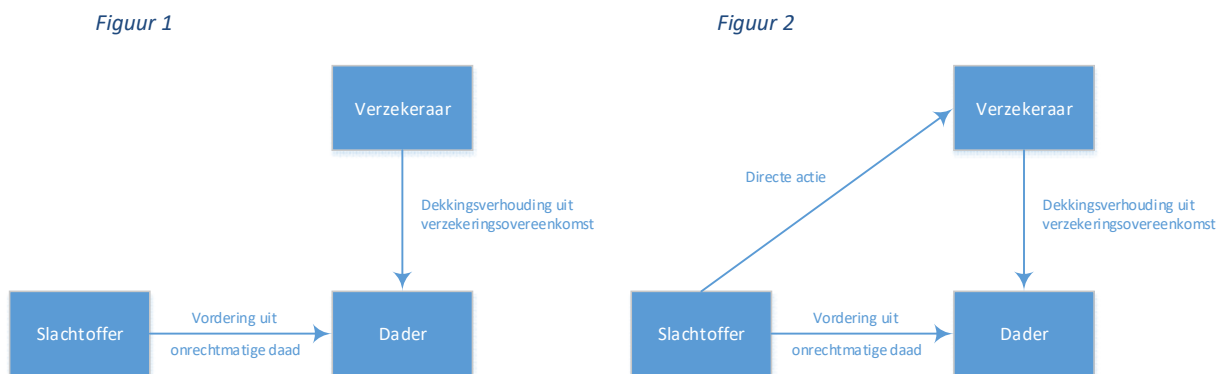 Figuur 1
Verzekeraar
Dekkingsverhouding uit
verzekeringsovereenkomst
Slachtoffer
Vordering uit
onrechtmatige daad
Dader
Figuur 2
Verzekeraar
Directe actie
Dekkingsverhouding uit
verzekeringsovereenkomst
Slachtoffer
Vordering uit
onrechtmatige daad
Dader